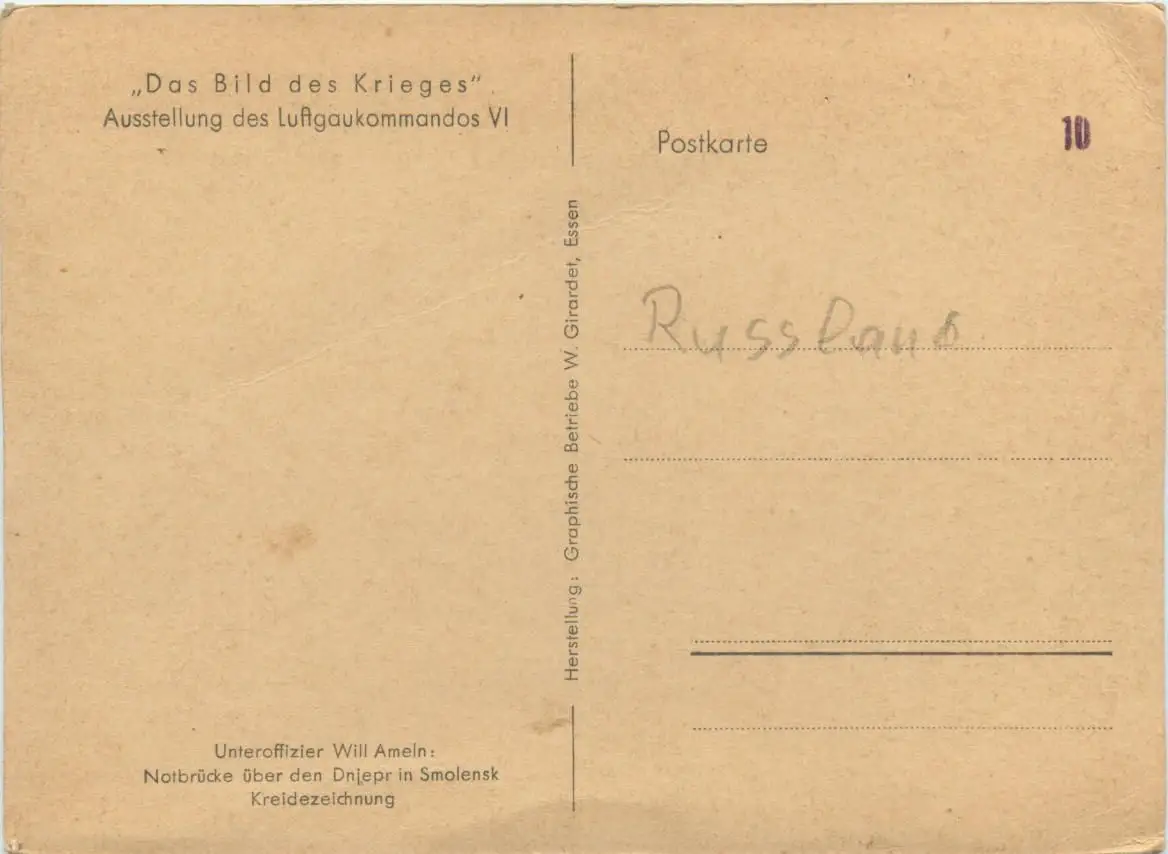 „Das Bild des Krieges"
Ausstellung des Luftgaukommandos VI
Postkarte
10
Russland
Herstellung: Graphische Betriebe W. Girardet, Essen
Unteroffizier Will Ameln:
Notbrücke über den Dnjepr in Smolensk
Kreidezeichnung